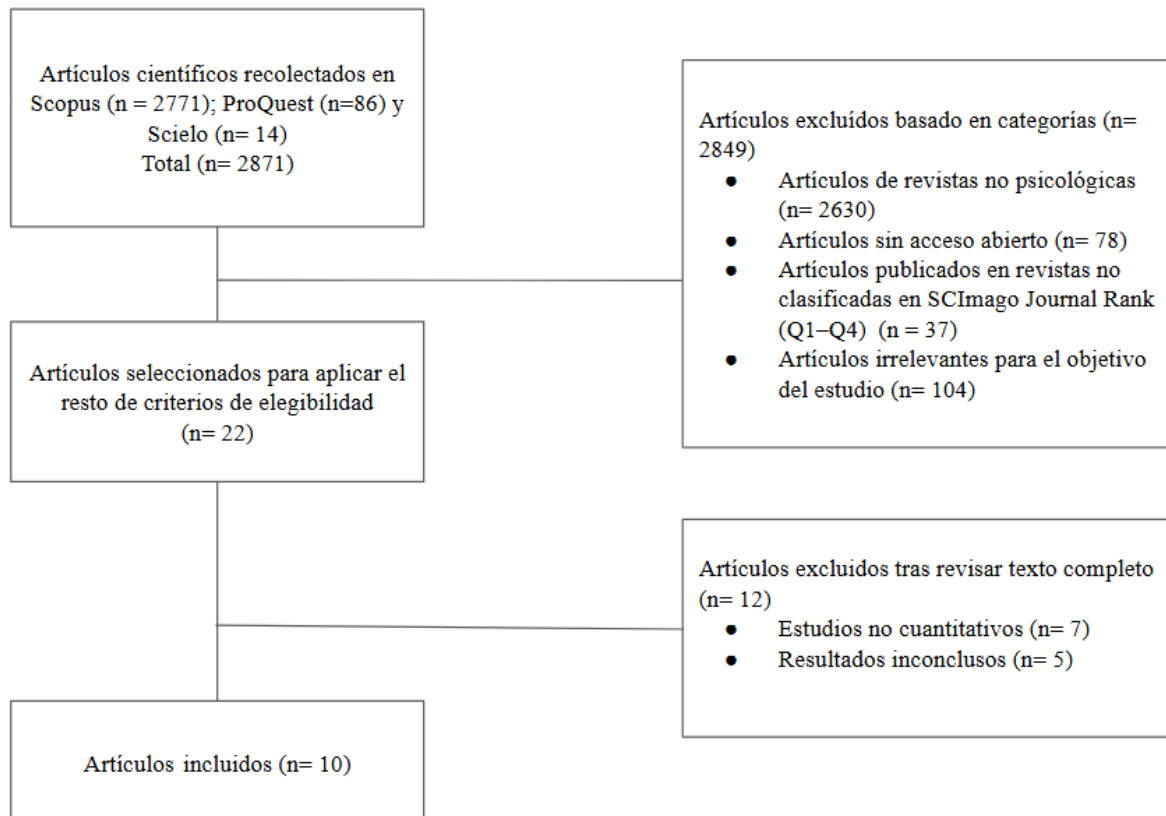 Artículos científicos recolectados en
Scopus (n = 2771); ProQuest (n=86) y
Scielo (n= 14)
Total (n= 2871)
Artículos excluídos basado en categorías (n=
2849)
● Artículos de revistas no psicológicas
(n= 2630)
● Artículos sin acceso abierto (n= 78)
● Artículos publicados en revistas no
clasificadas en SCImago Journal Rank
(Q1–Q4) (n = 37)
● Artículos irrelevantes para el objetivo
del estudio (n= 104)
Artículos seleccionados para aplicar el
resto de criterios de elegibilidad
(n= 22)
Artículos excluidos tras revisar texto completo
(n= 12)
● Estudios no cuantitativos (n= 7)
● Resultados inconclusos (n= 5)
Artículos incluidos (n= 10)